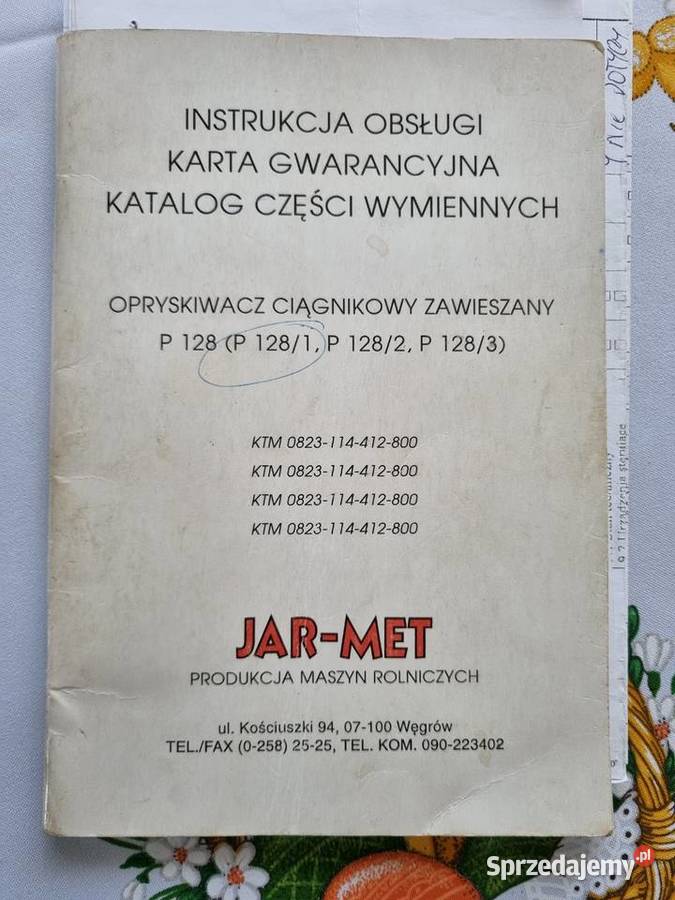 INSTRUKCJA OBSŁUGI
KARTA GWARANCYJNA
KATALOG CZĘŚCI WYMIENNYCH
OPRYSKIWACZ CIĄGNIKOWY ZAWIESZANY
P 128 (P 128/1, P 128/2, P 128/3)
KTM 0823-114-412-800
KTM 0823-114-412-800
KTM 0823-114-412-800
KTM 0823-114-412-800
JAR-MET
PRODUKCJA MASZYN ROLNICZYCH
ul. Kościuszki 94, 07-100 Węgrów
TEL./FAX (0-258) 25-25, TEL. KOM. 090-223402
Sprzedajemy.pl